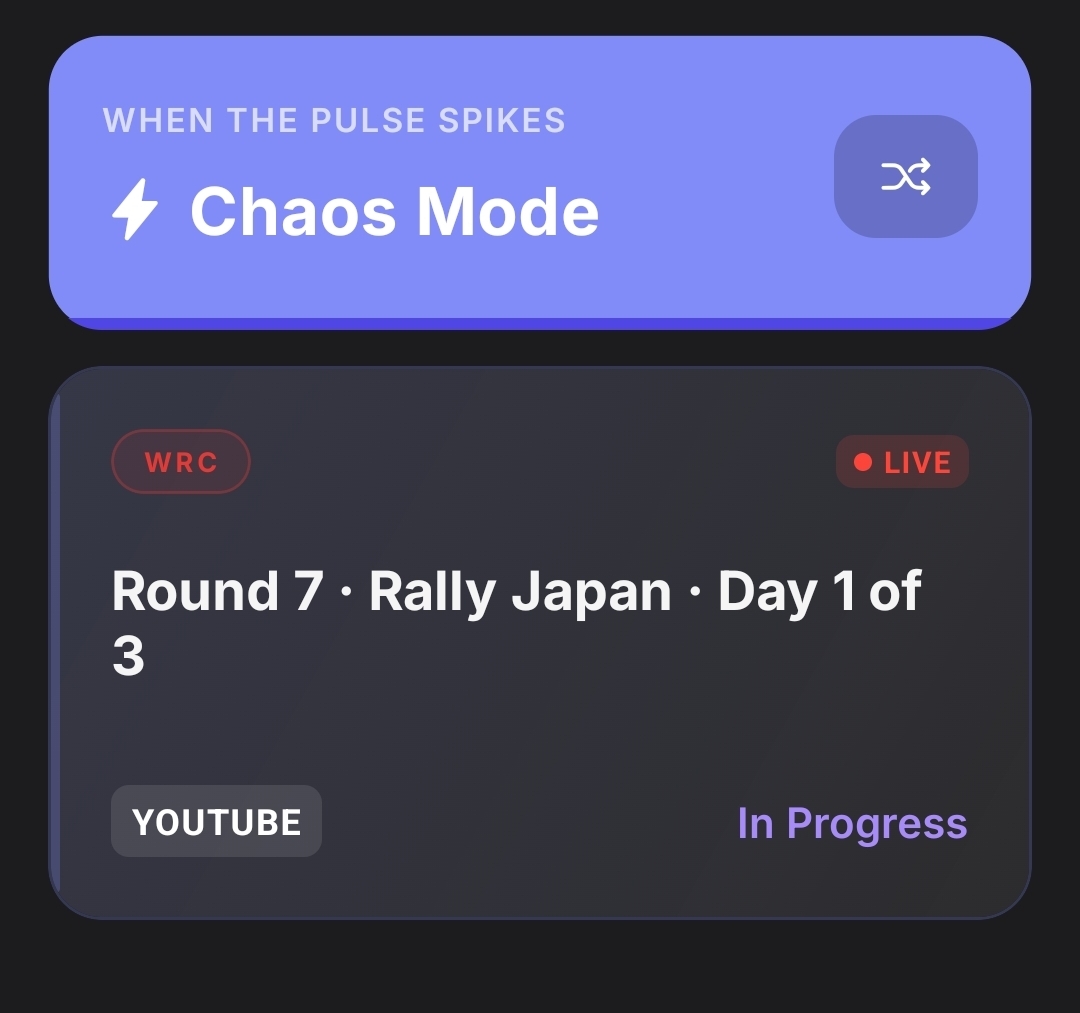 WHEN THE PULSE SPIKES
Chaos Mode
WRC
LIVE
Round 7 · Rally Japan · Day 1 of
3
YOUTUBE
In Progress